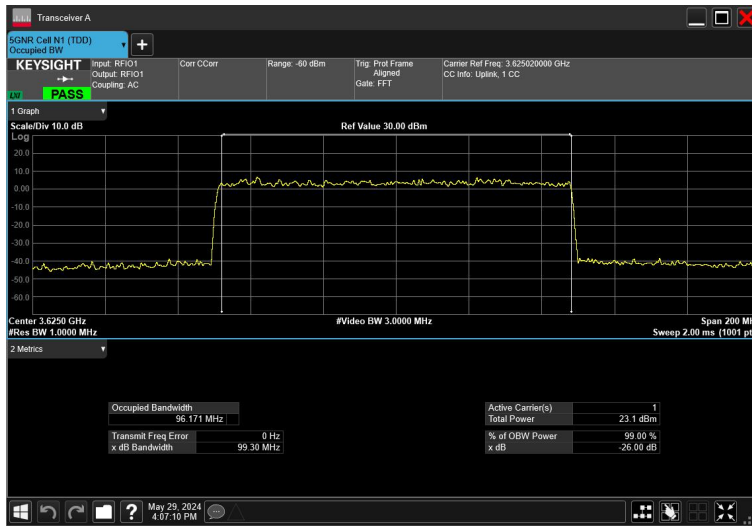 Transceiver A
5GNR Cell N1 (TDD)
Occupied BW
KEYSIGHT
LXI
PASS
Input: RFIO1
Output: RFIO1
Coupling: AC
Corr CCorr
Range: -60 dBm
Trig: Prot Frame
Aligned
Gate: FFT
Carrier Ref Freq: 3.625020000 GHz
CC Info: Uplink, 1 CC
1 Graph
Scale/Div 10.0 dB
Ref Value 30.00 dBm
Log
20.0
10.0
0.00
-10.0
-20.0
-30.0
-40.0
-50.0
-60.0
Center 3.6250 GHz
#Video BW 3.0000 MHz
Span 200 MH
#Res BW 1.0000 MHz
Sweep 2.00 ms (1001 pt
2 Metrics
Occupied Bandwidth
96.171 MHz
Transmit Freq Error 0 Hz
x dB Bandwidth 99.30 MHz
Active Carrier(s) 1
Total Power 23.1 dBm
% of OBW Power 99.00 %
x dB -26.00 dB
?
May 29, 2024
4:07:10 PM